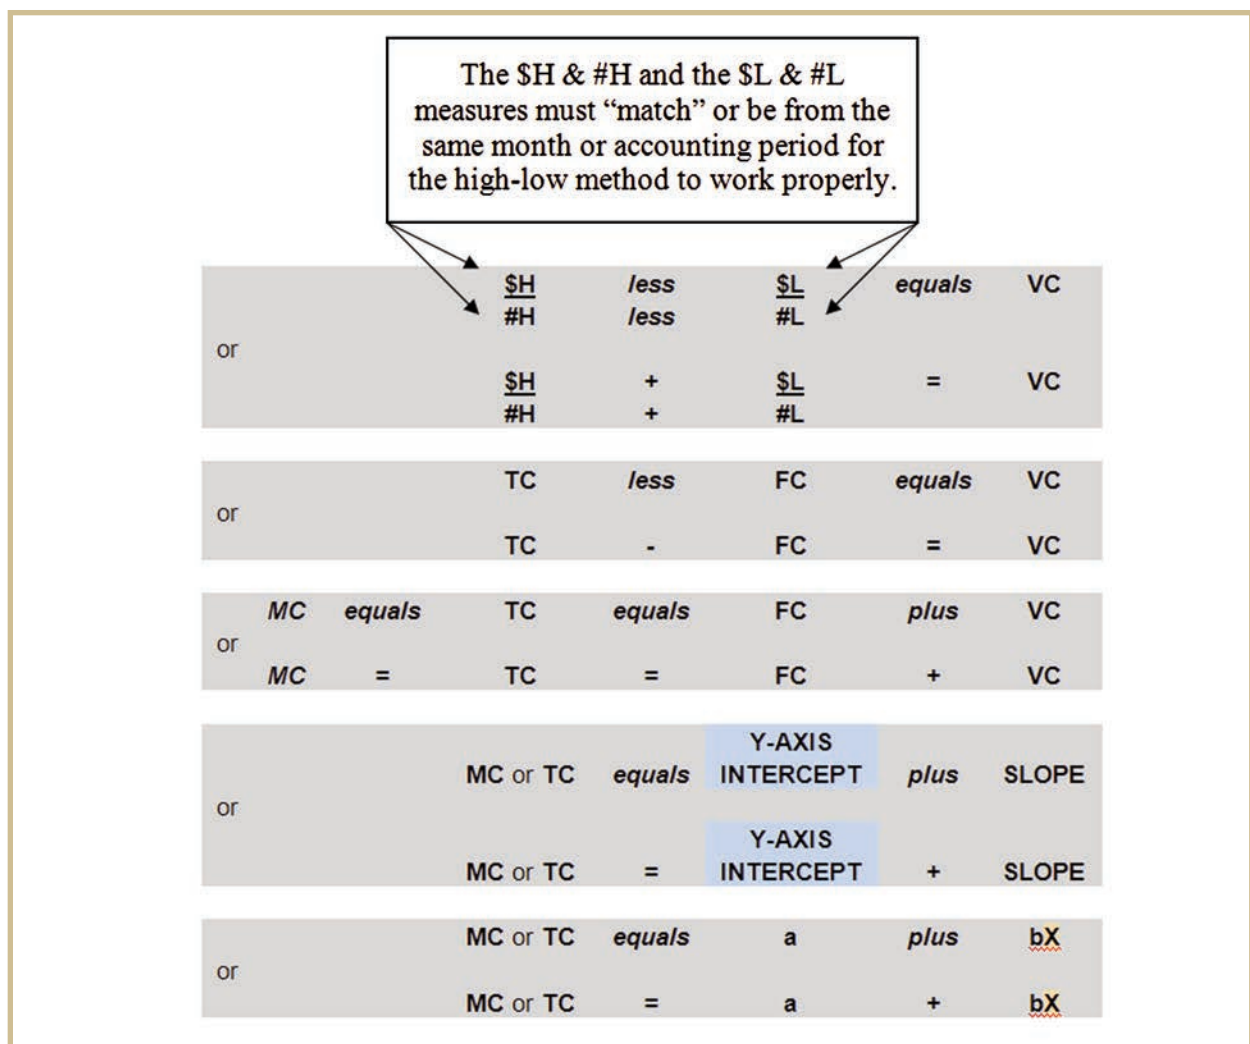 The $H & #H and the $L & #L
measures must “match” or be from the
same month or accounting period for
the high-low method to work properly.
$H less $L equals VC
#H less #L
or
$H + $L = VC
#H + #L
TC less FC equals VC
or
TC - FC = VC
MC equals TC equals FC plus VC
or
MC = TC = FC + VC
Y-AXIS
MC or TC equals INTERCEPT plus SLOPE
or
Y-AXIS
MC or TC = INTERCEPT + SLOPE
MC or TC equals a plus bX
or
MC or TC = a + bX